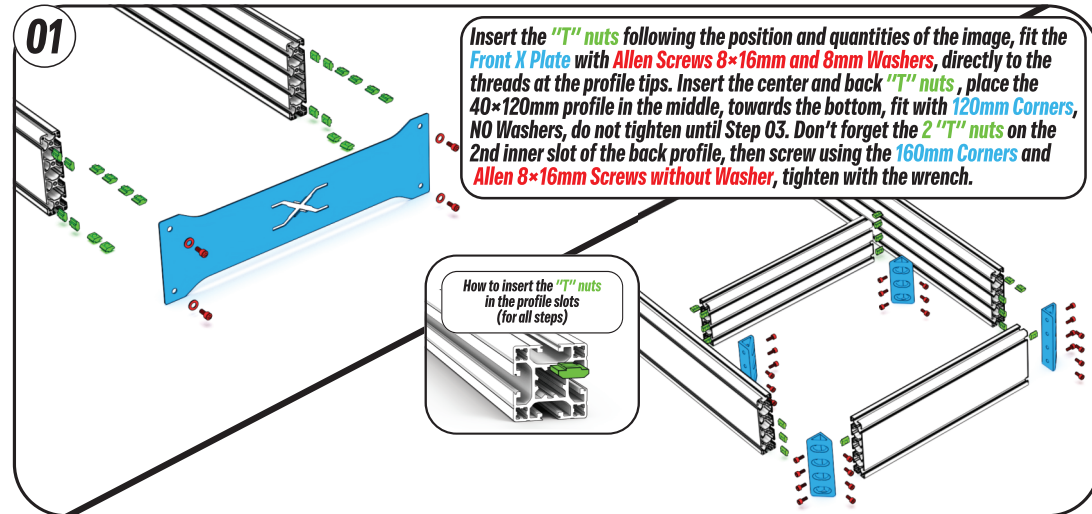 01
Insert the "T" nuts following the position and quantities of the image, fit the
Front X Plate with Allen Screws 8×16mm and 8mm Washers, directly to the
threads at the profile tips. Insert the center and back "T" nuts , place the
40×120mm profile in the middle, towards the bottom, fit with 120mm Corners,
NO Washers, do not tighten until Step 03. Don't forget the 2 "T" nuts on the
2nd inner slot of the back profile, then screw using the 160mm Corners and
Allen 8×16mm Screws without Washer, tighten with the wrench.
How to insert the "T" nuts
in the profile slots
(for all steps)